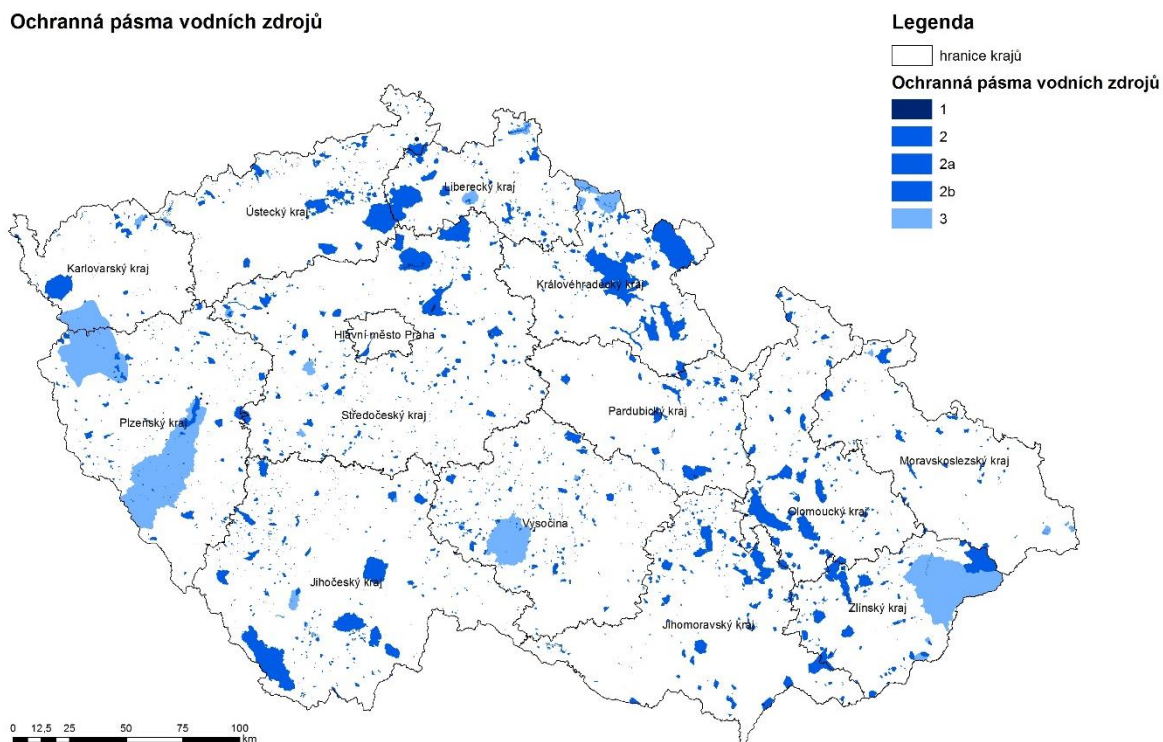 Ochranná pásma vodních zdrojů
Legenda
hranice krajů
Ochranná pásma vodních zdrojů
1
2
2a
2b
3
Liberecký kraj
Ústecký kraj
Karlovarský kraj
Královéhradecký kraj
Hlavní město Praha
Středočeský kraj
Pardubický kraj
Plzeňský kraj
Moravskoslezský kraj
Olomoucký kraj
Vysočina
Jihočeský kraj
Zlínský kraj
Jihomoravský kraj
0 12,5 25 50 75 100
km